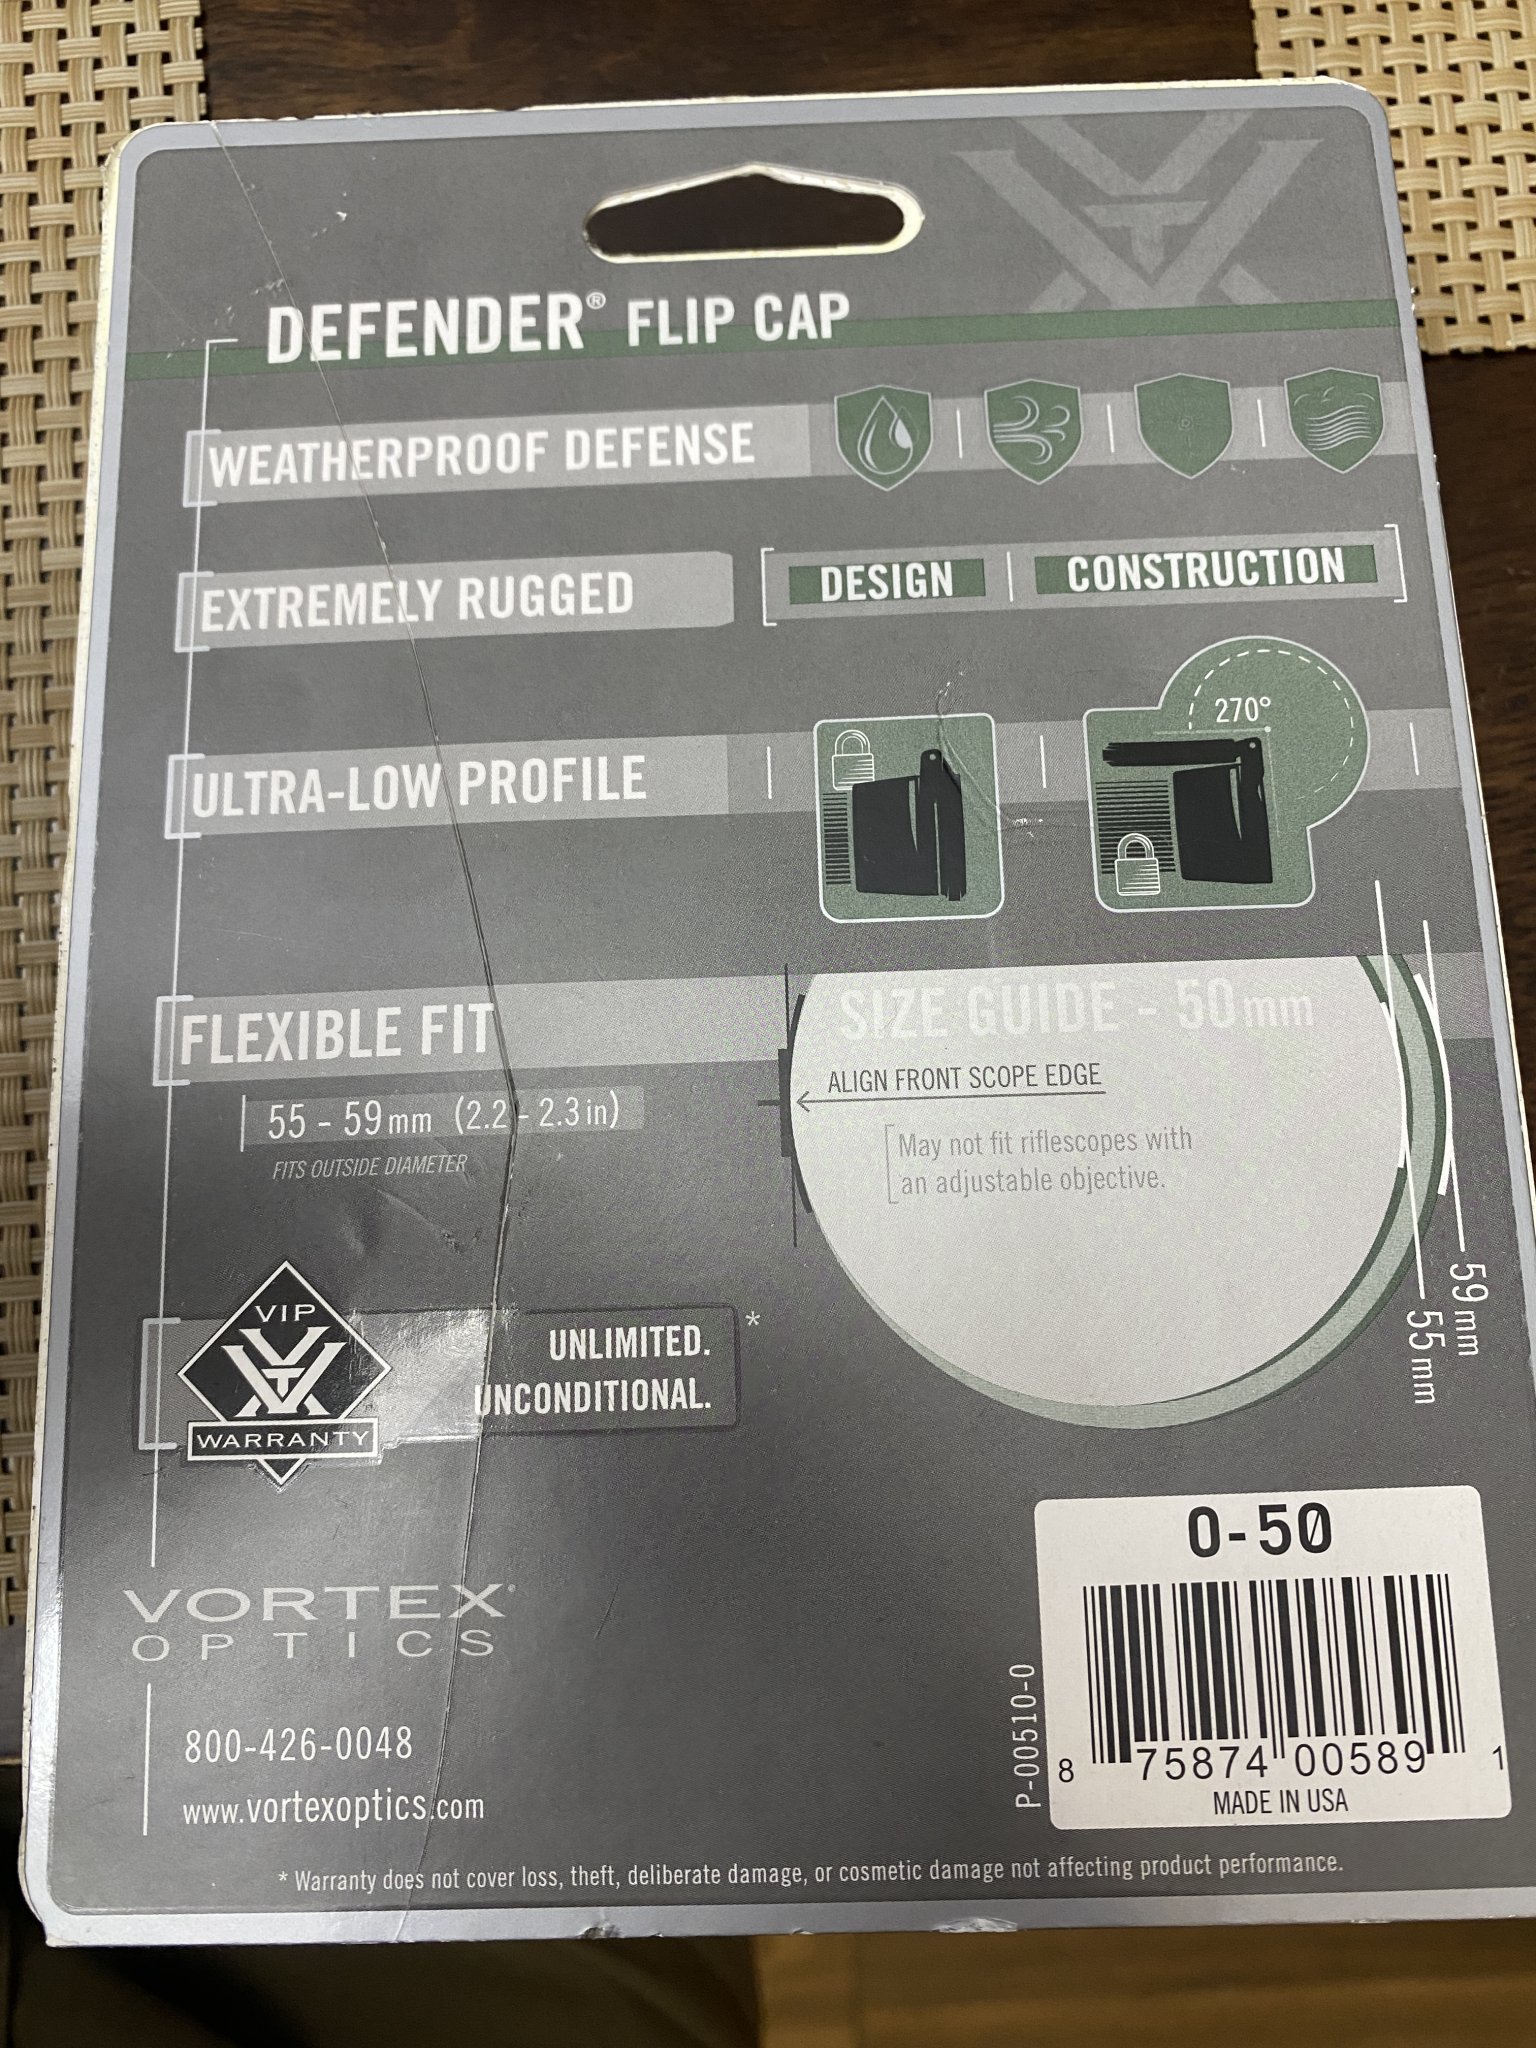 DEFENDER® FLIP CAP
WEATHERPROOF DEFENSE
EXTREMELY RUGGED
DESIGN
CONSTRUCTION
270°
ULTRA-LOW PROFILE
FLEXIBLE FIT
SIZE GUIDE - 50mm
ALIGN FRONT SCOPE EDGE
55 - 59mm (2.2 - 2.3in)
FITS OUTSIDE DIAMETER
May not fit riflescopes with
an adjustable objective.
59mm
55mm
VIP
WARRANTY
UNLIMITED.
UNCONDITIONAL.
*
VORTEX
OPTICS
800-426-0048
www.vortexoptics.com
O-50
P-00510-0
8 75874 00589 1
MADE IN USA
* Warranty does not cover loss, theft, deliberate damage, or cosmetic damage not affecting product performance.